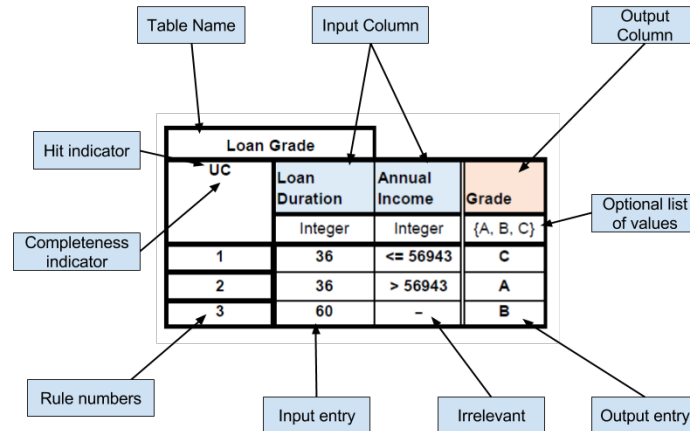 Table Name
Input Column
Output
Column
Loan Grade
Hit indicator
UC
Loan
Duration
Annual
Income
Grade
Integer
Integer
{A, B, C}
Optional list
of values
Completeness
indicator
1
36
<= 56943
C
2
36
> 56943
A
3
60
–
B
Rule numbers
Input entry
Irrelevant
Output entry